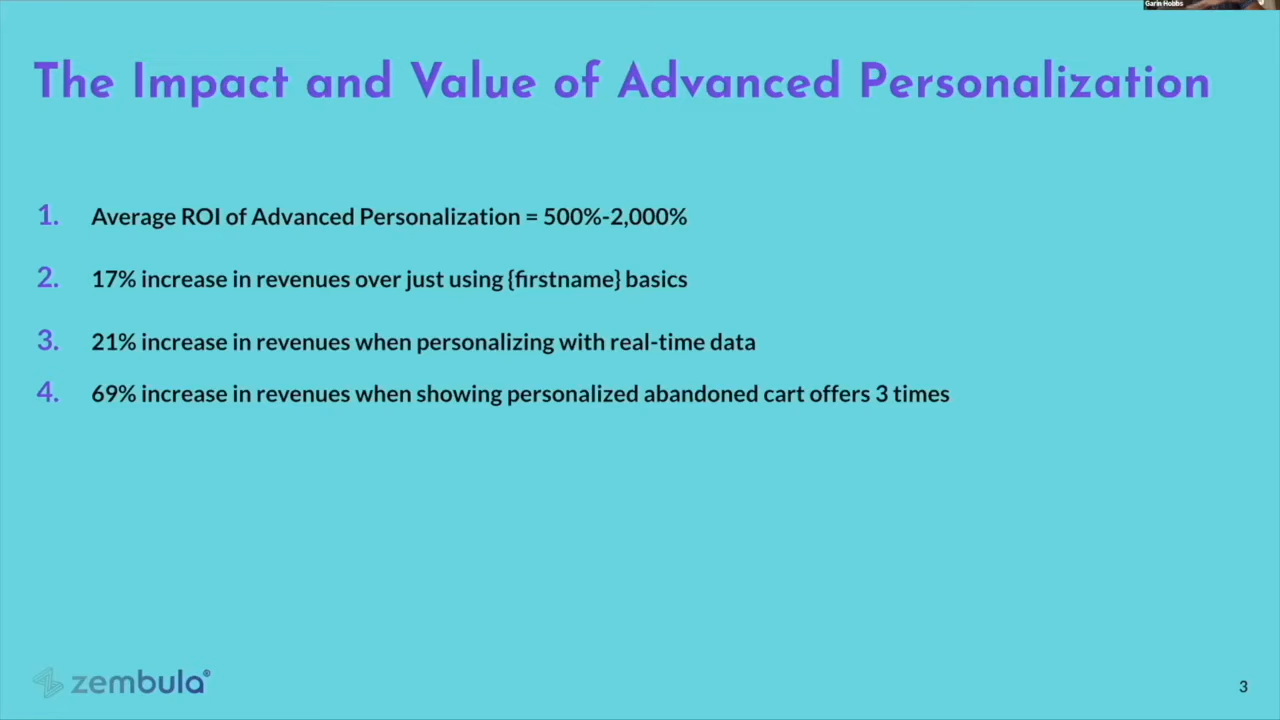 Garin Hobbs
The Impact and Value of Advanced Personalization
1. Average ROI of Advanced Personalization = 500%-2,000%
2. 17% increase in revenues over just using {firstname} basics
3. 21% increase in revenues when personalizing with real-time data
4. 69% increase in revenues when showing personalized abandoned cart offers 3 times
zembula®
3